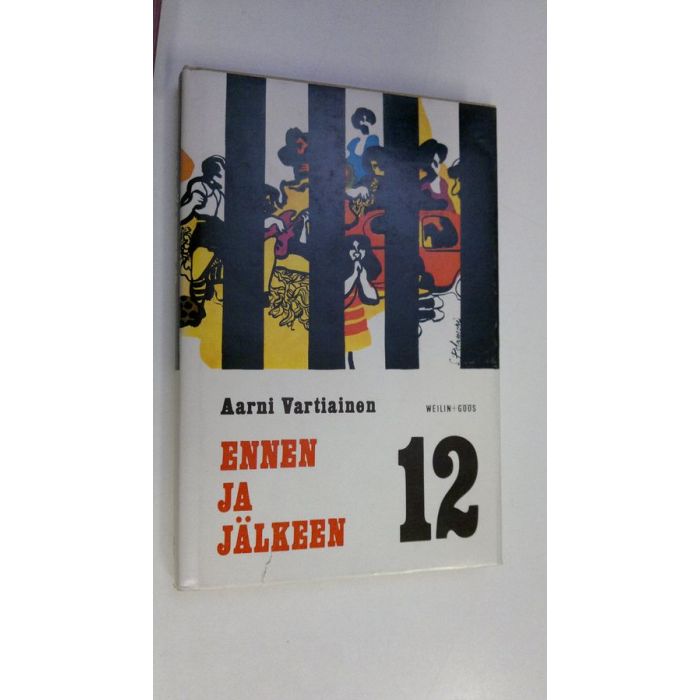 Aarni Vartiainen
WEILIN+GÖÖS
ENNEN
JA
JÄLKEEN
12